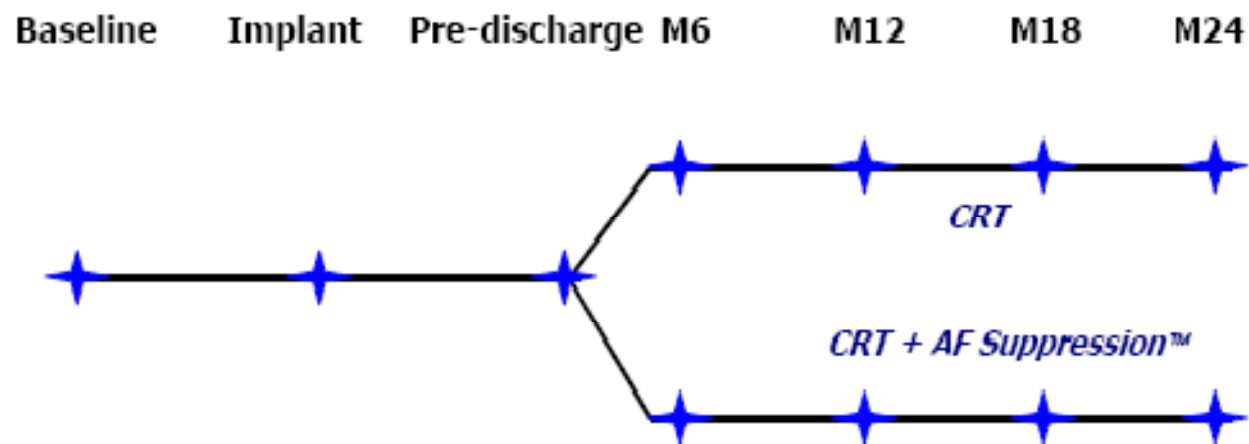 Baseline Implant Pre-discharge M6 M12 M18 M24
CRT
CRT + AF Suppression™